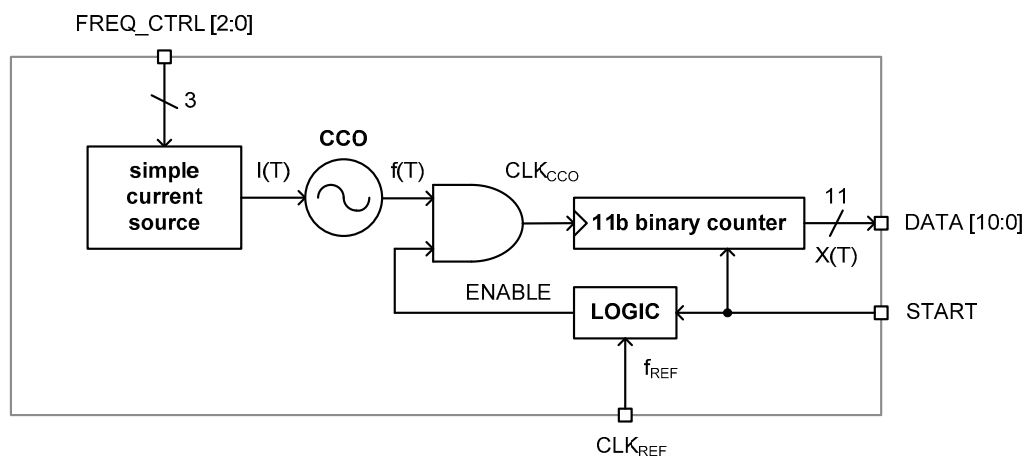 FREQ_CTRL [2:0]
3
simple
current
source
I(T)
CCO
f(T)
CLKCCO
11b binary counter
11
X(T)
DATA [10:0]
ENABLE
LOGIC
START
fREF
CLKREF